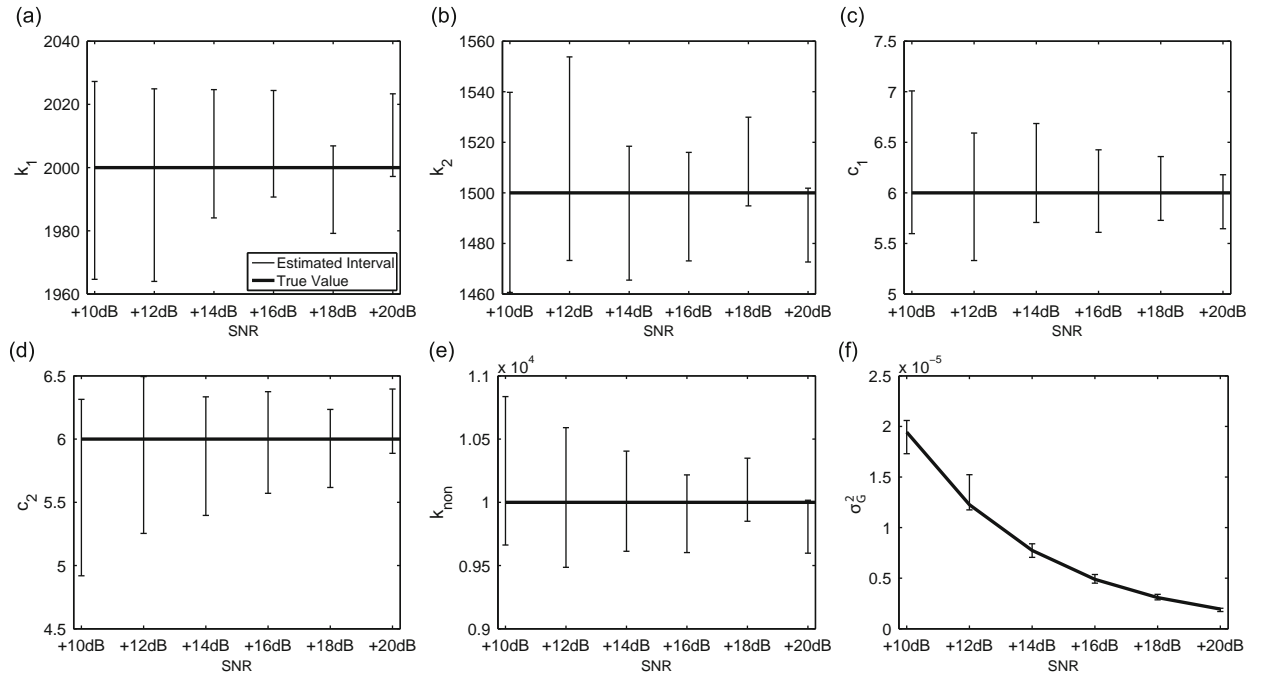 (a)
2040
2020
2000
1980
1960
k1
Estimated Interval
True Value
+10dB +12dB +14dB +16dB +18dB +20dB
SNR
(b)
1560
1540
1520
1500
1480
1460
k2
+10dB +12dB +14dB +16dB +18dB +20dB
SNR
(c)
7.5
7
6.5
6
5.5
5
c1
+10dB +12dB +14dB +16dB +18dB +20dB
SNR
(d)
6.5
6
5.5
5
4.5
c2
+10dB +12dB +14dB +16dB +18dB +20dB
SNR
(e)
x 10^4
1.1
1.05
1
0.95
0.9
k_non
+10dB +12dB +14dB +16dB +18dB +20dB
SNR
(f)
x 10^−5
2.5
2
1.5
1
0.5
0
σ_G^2
+10dB +12dB +14dB +16dB +18dB +20dB
SNR